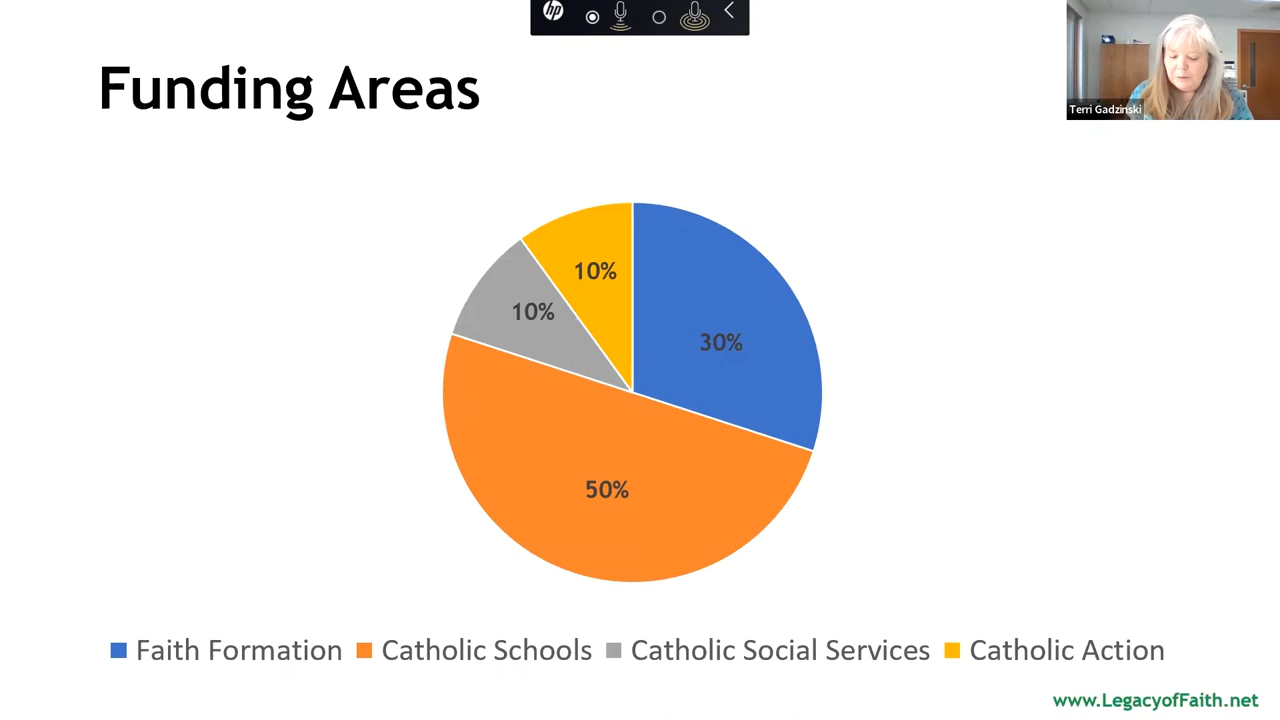 hp
Funding Areas
Terri Gadzinski
10%
10%
30%
50%
Faith Formation Catholic Schools Catholic Social Services Catholic Action
www.LegacyofFaith.net